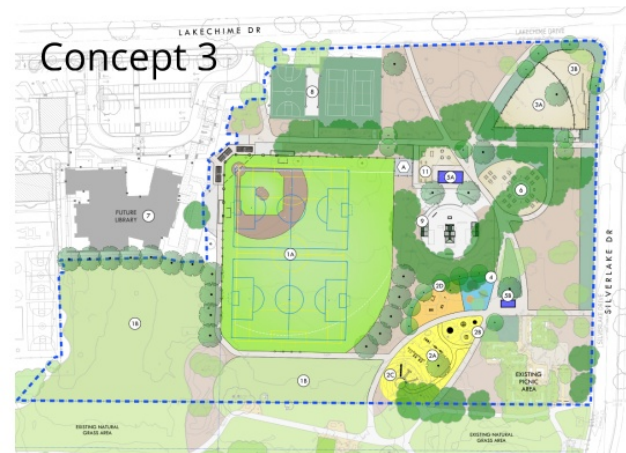 LAKECHIME DR
LAKECHIME DRIVE
Concept 3
3B
3A
8
A
11
5A
6
FUTURE
LIBRARY
7
9
1A
SILVERLAKE DR
2D
4
5B
2B
1B
2A
2C
1B
EXISTING
PICNIC
AREA
EXISTING NATURAL
GRASS AREA
EXISTING NATURAL
GRASS AREA